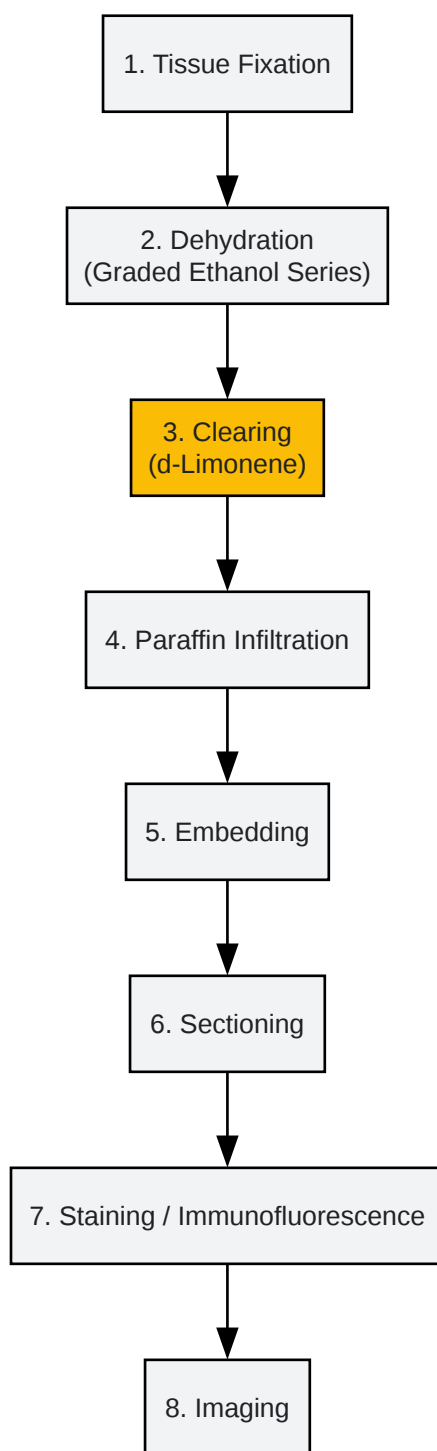 1. Tissue Fixation
2. Dehydration
(Graded Ethanol Series)
3. Clearing
(d-Limonene)
4. Paraffin Infiltration
5. Embedding
6. Sectioning
7. Staining / Immunofluorescence
8. Imaging